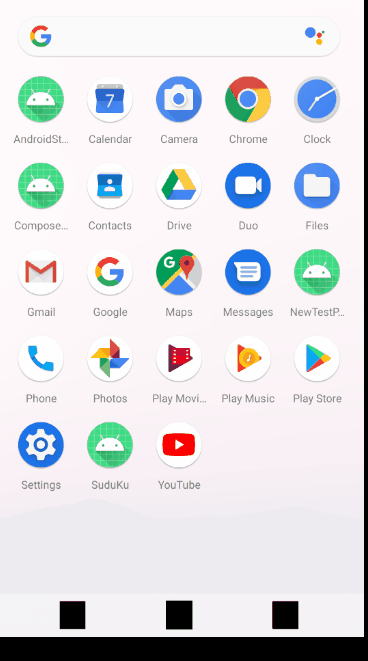 AndroidSt... Calendar Camera Chrome Clock
Compose... Contacts Drive Duo Files
Gmail Google Maps Messages NewTestP...
Phone Photos Play Movi... Play Music Play Store
Settings SuduKu YouTube